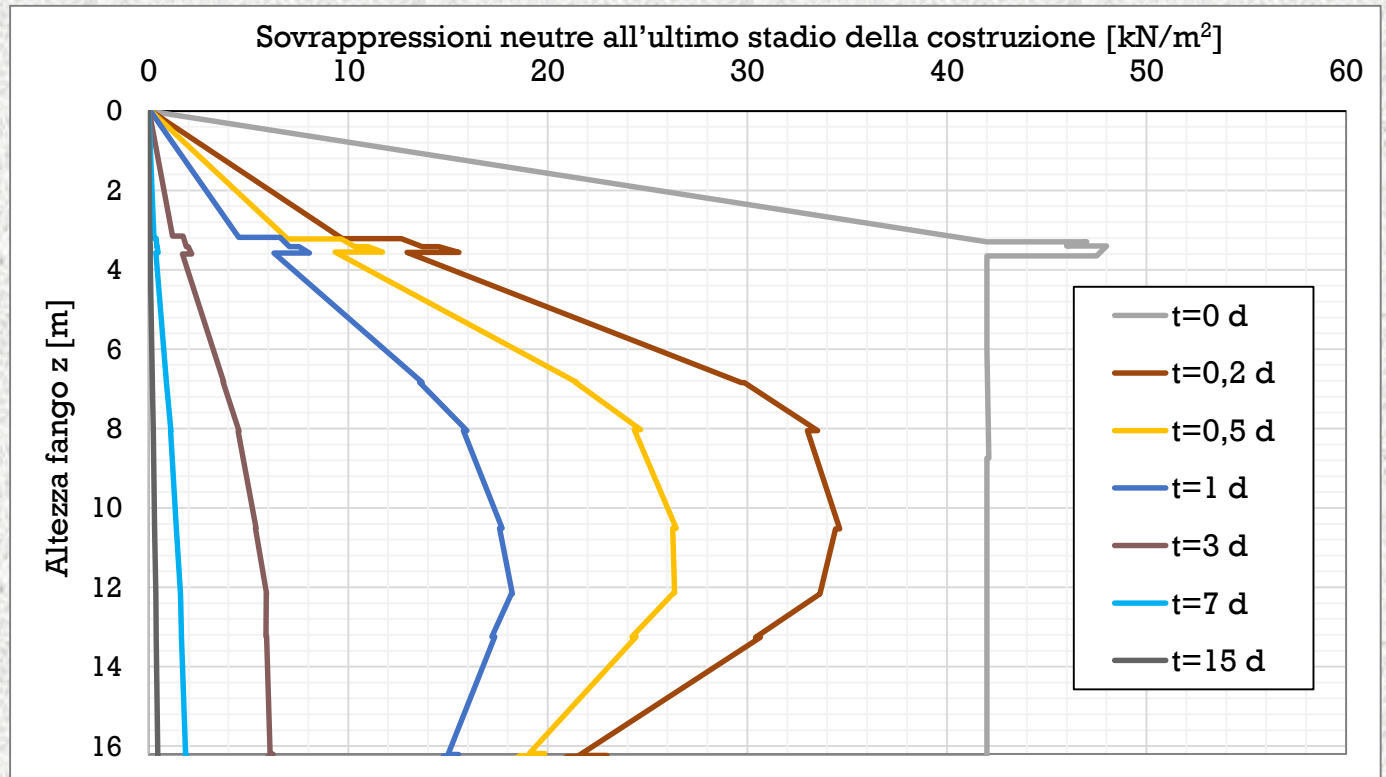 Sovrappressioni neutre all’ultimo stadio della costruzione [kN/m²]
0 10 20 30 40 50 60
0
2
4
6
8
10
12
14
16
Altezza fango z [m]
t=0 d
t=0,2 d
t=0,5 d
t=1 d
t=3 d
t=7 d
t=15 d